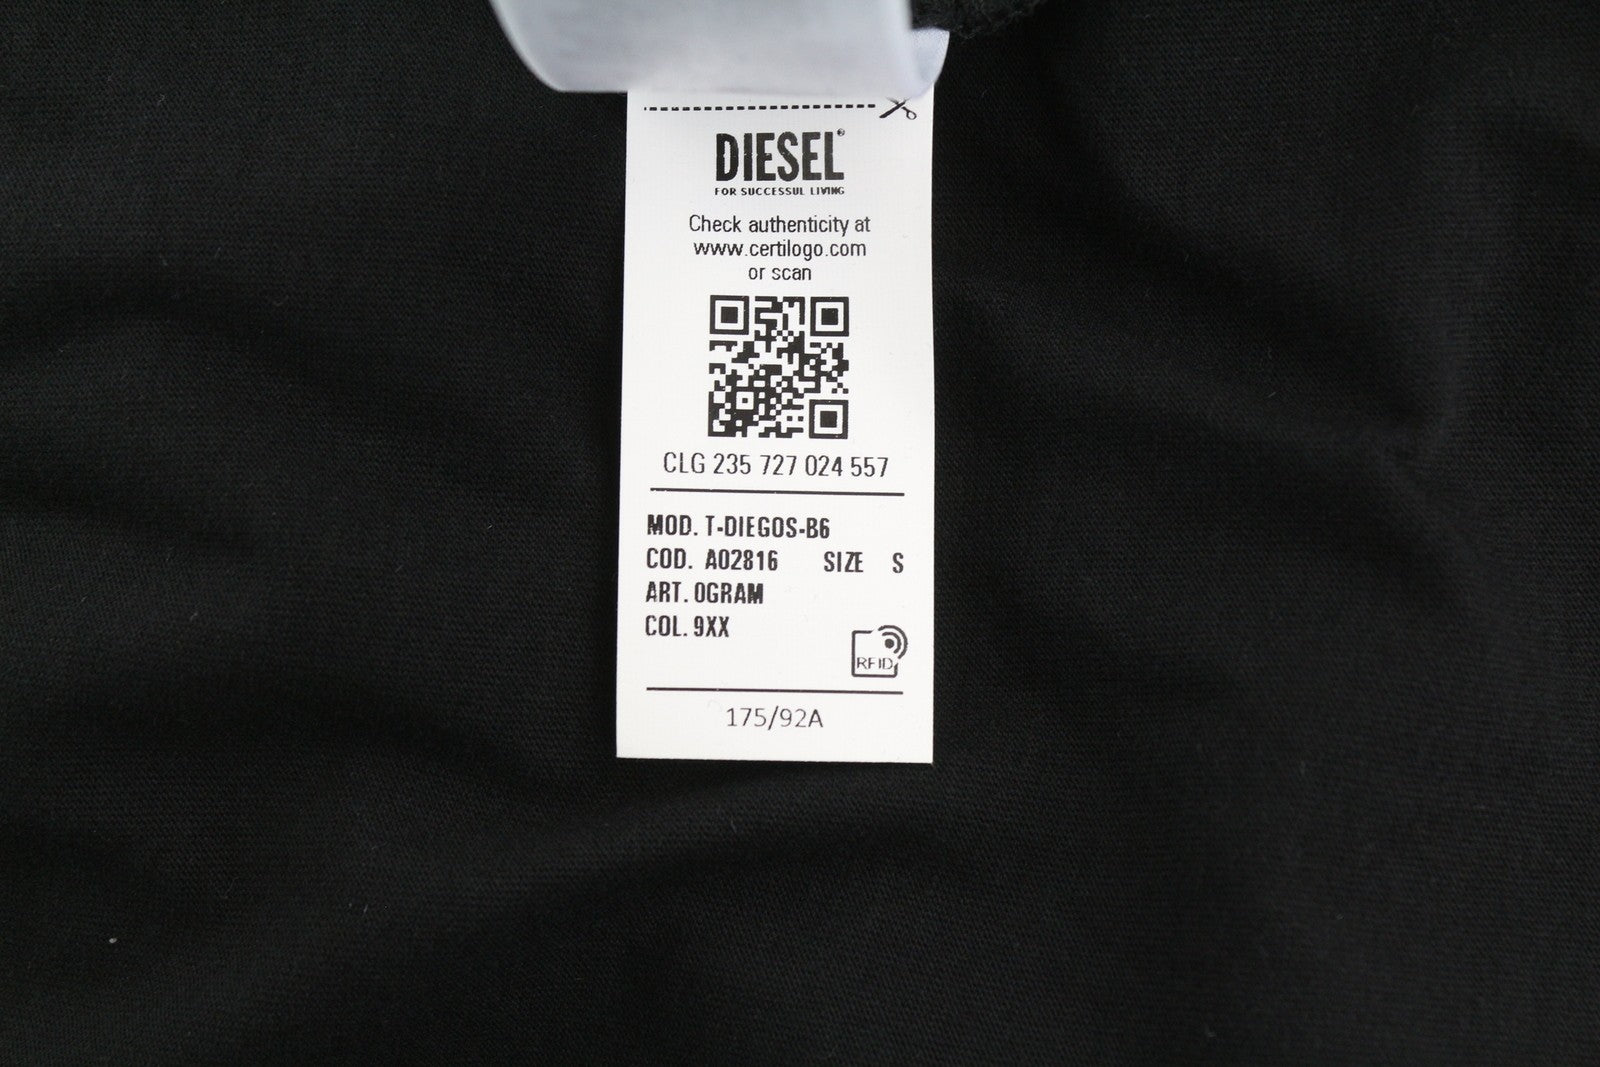 DIESEL®
FOR SUCCESSUL LIVING
Check authenticity at
www.certilogo.com
or scan
CLG 235 727 024 557
MOD. T-DIEGOS-B6
COD. A02816 SIZE S
ART. 0GRAM
COL. 9XX
RFID
175/92A